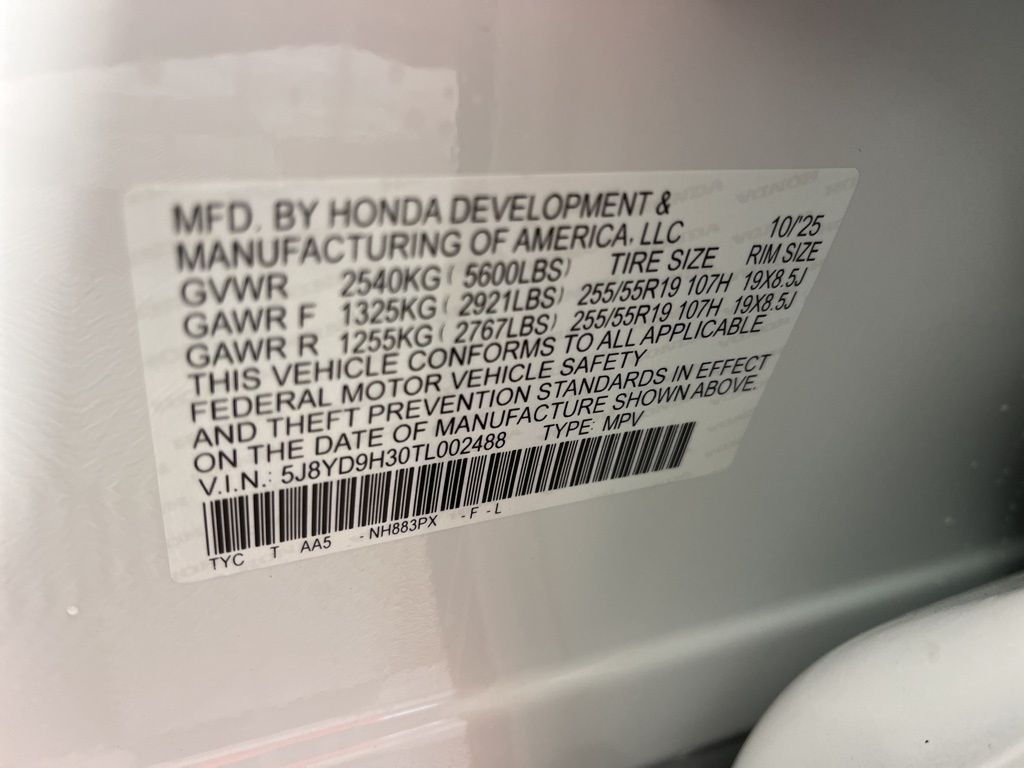 MFD. BY HONDA DEVELOPMENT &
MANUFACTURING OF AMERICA, LLC 10/'25
GVWR 2540KG ( 5600LBS) TIRE SIZE RIM SIZE
GAWR F 1325KG ( 2921LBS) 255/55R19 107H 19X8.5J
GAWR R 1255KG ( 2767LBS) 255/55R19 107H 19X8.5J
THIS VEHICLE CONFORMS TO ALL APPLICABLE
FEDERAL MOTOR VEHICLE SAFETY
AND THEFT PREVENTION STANDARDS IN EFFECT
ON THE DATE OF MANUFACTURE SHOWN ABOVE.
V.I.N.: 5J8YD9H30TL002488 TYPE: MPV
TYC T AA5 - NH883PX - F - L